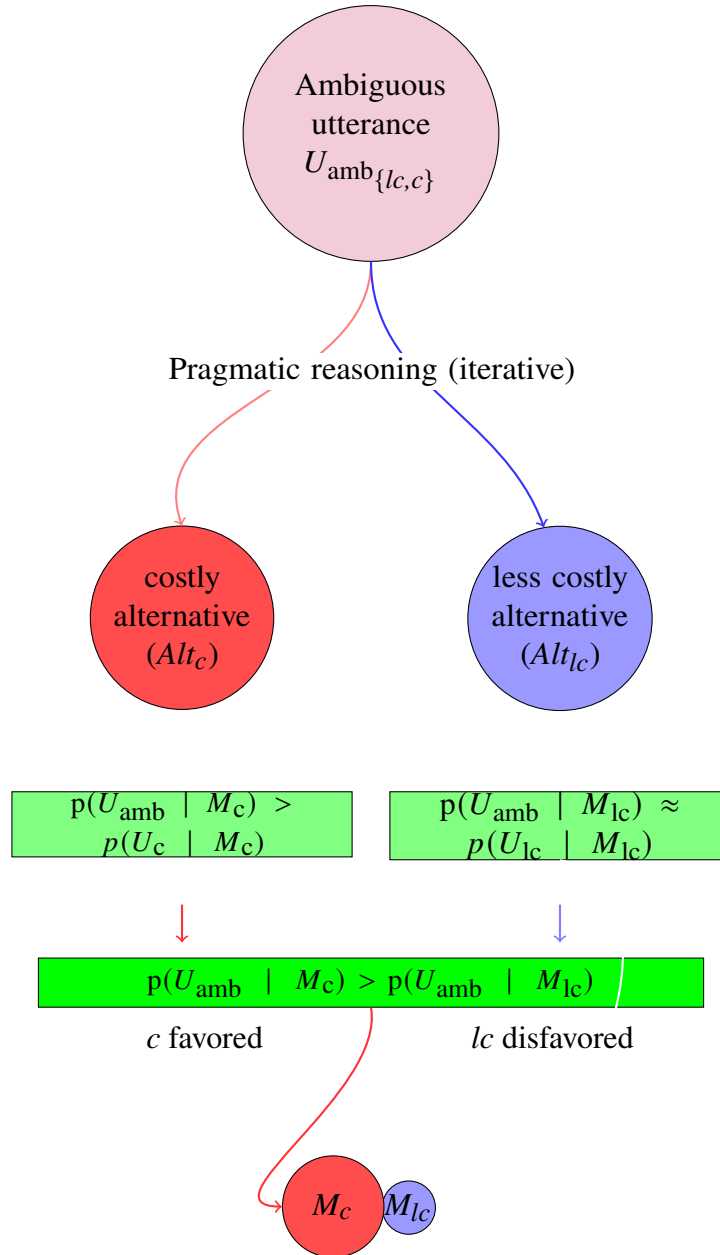 Ambiguous
utterance
U_amb_{lc,c}
Pragmatic reasoning (iterative)
costly
alternative
(Alt_c)
less costly
alternative
(Alt_lc)
p(U_amb | M_c) >
p(U_c | M_c)
p(U_amb | M_lc) ≈
p(U_lc | M_lc)
p(U_amb | M_c) > p(U_amb | M_lc)
c favored
lc disfavored
M_c
M_lc